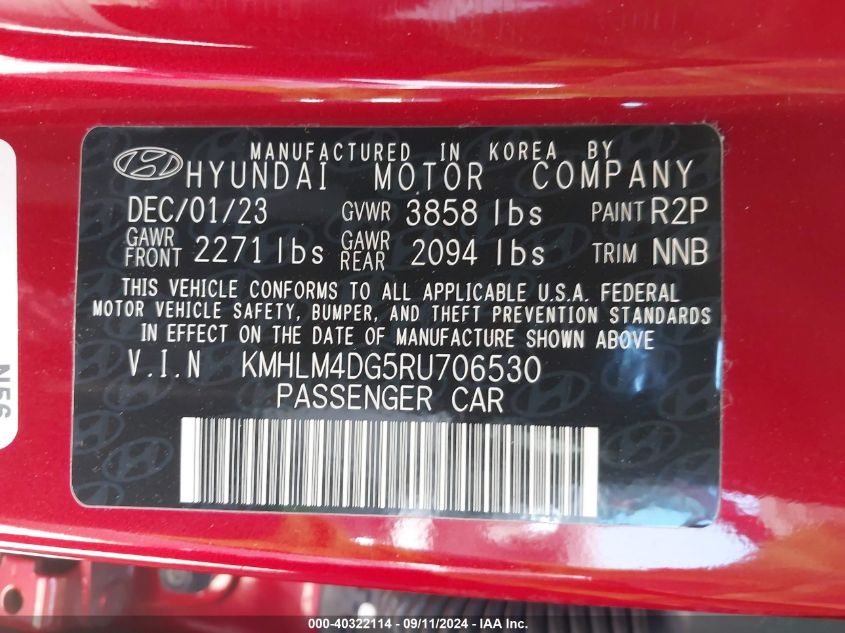 MANUFACTURED IN KOREA BY
HYUNDAI MOTOR COMPANY
DEC/01/23 GVWR 3858 lbs PAINT R2P
GAWR FRONT 2271 lbs GAWR REAR 2094 lbs TRIM NNB
THIS VEHICLE CONFORMS TO ALL APPLICABLE U.S.A. FEDERAL
MOTOR VEHICLE SAFETY, BUMPER, AND THEFT PREVENTION STANDARDS
IN EFFECT ON THE DATE OF MANUFACTURE SHOWN ABOVE
V.I.N KMHLM4DG5RU706530
PASSENGER CAR
N56
000-40322114 - 09/11/2024 - IAAI, Inc.